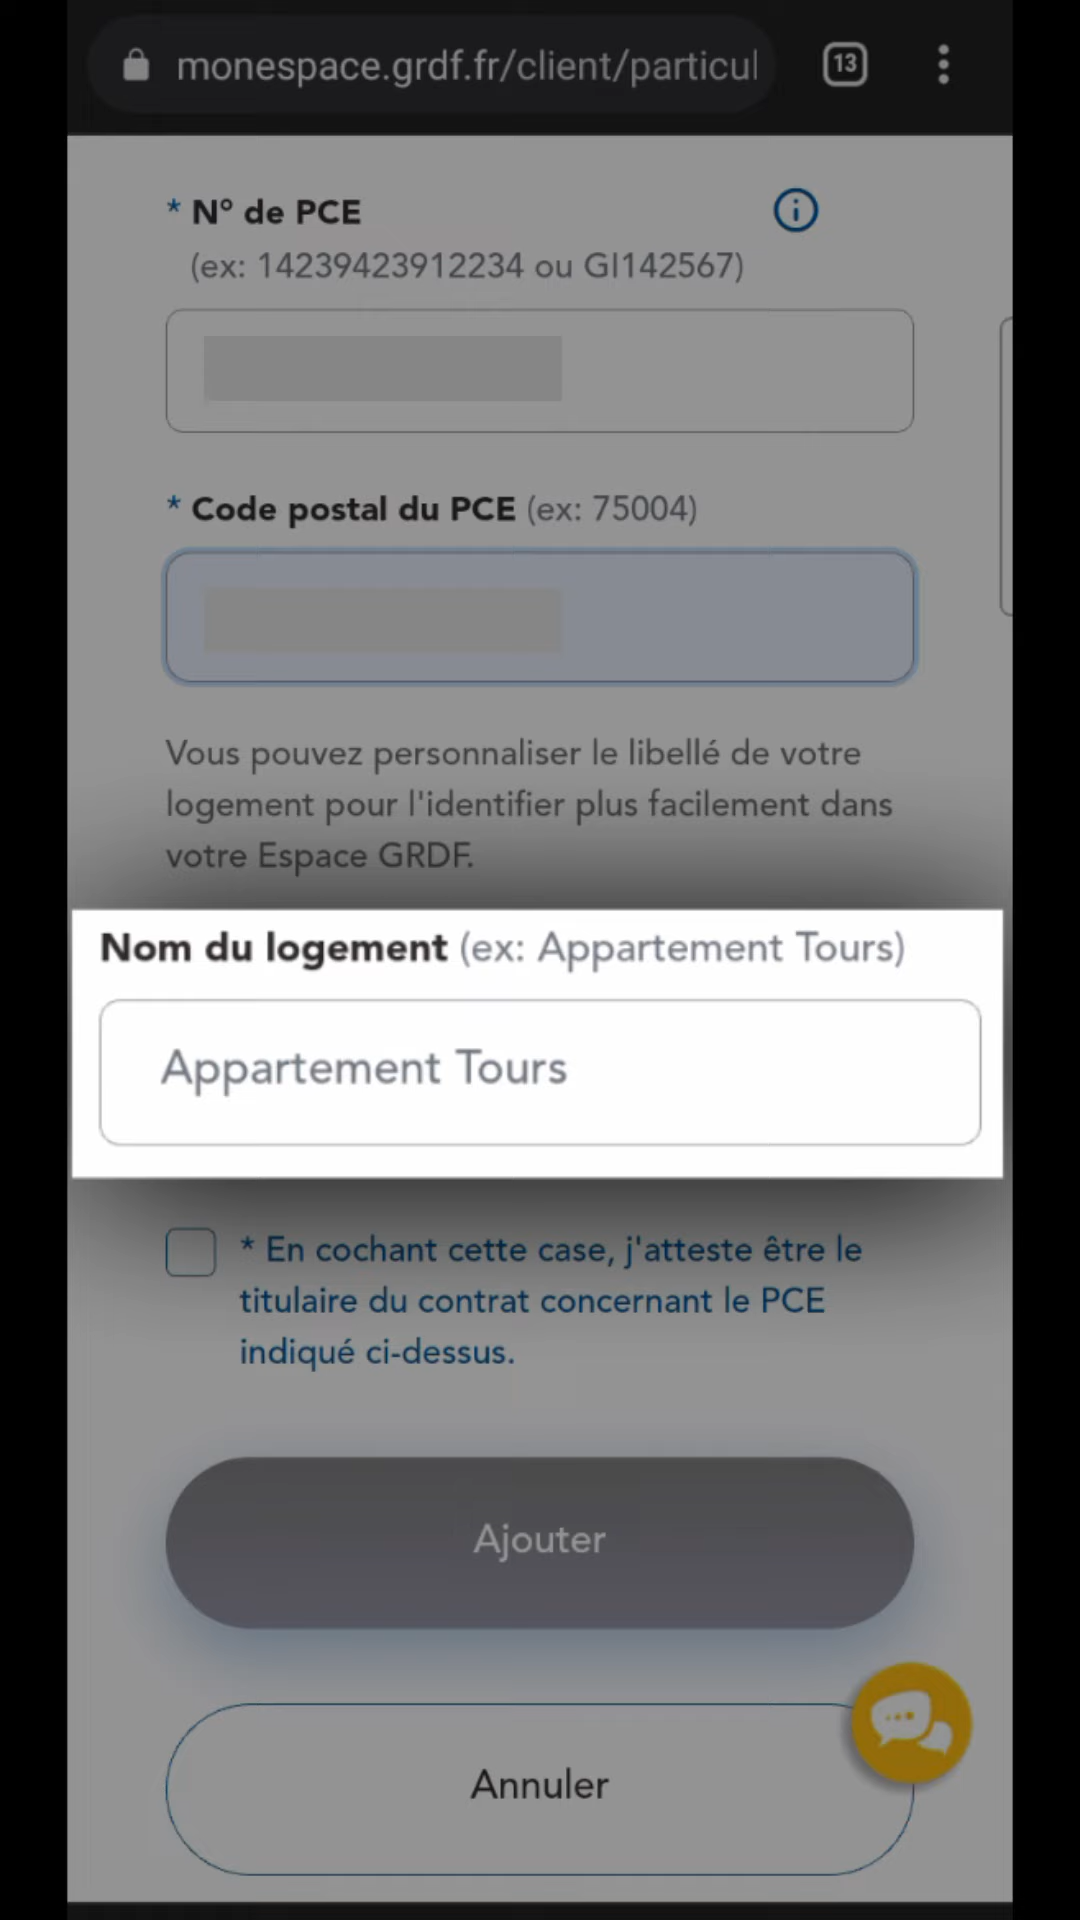 monespace.grdf.fr/client/particul
13
* N° de PCE
(ex: 14239423912234 ou GI142567)
* Code postal du PCE (ex: 75004)
Vous pouvez personnaliser le libellé de votre
logement pour l'identifier plus facilement dans
votre Espace GRDF.
Nom du logement (ex: Appartement Tours)
Appartement Tours
* En cochant cette case, j'atteste être le
titulaire du contrat concernant le PCE
indiqué ci-dessus.
Ajouter
Annuler